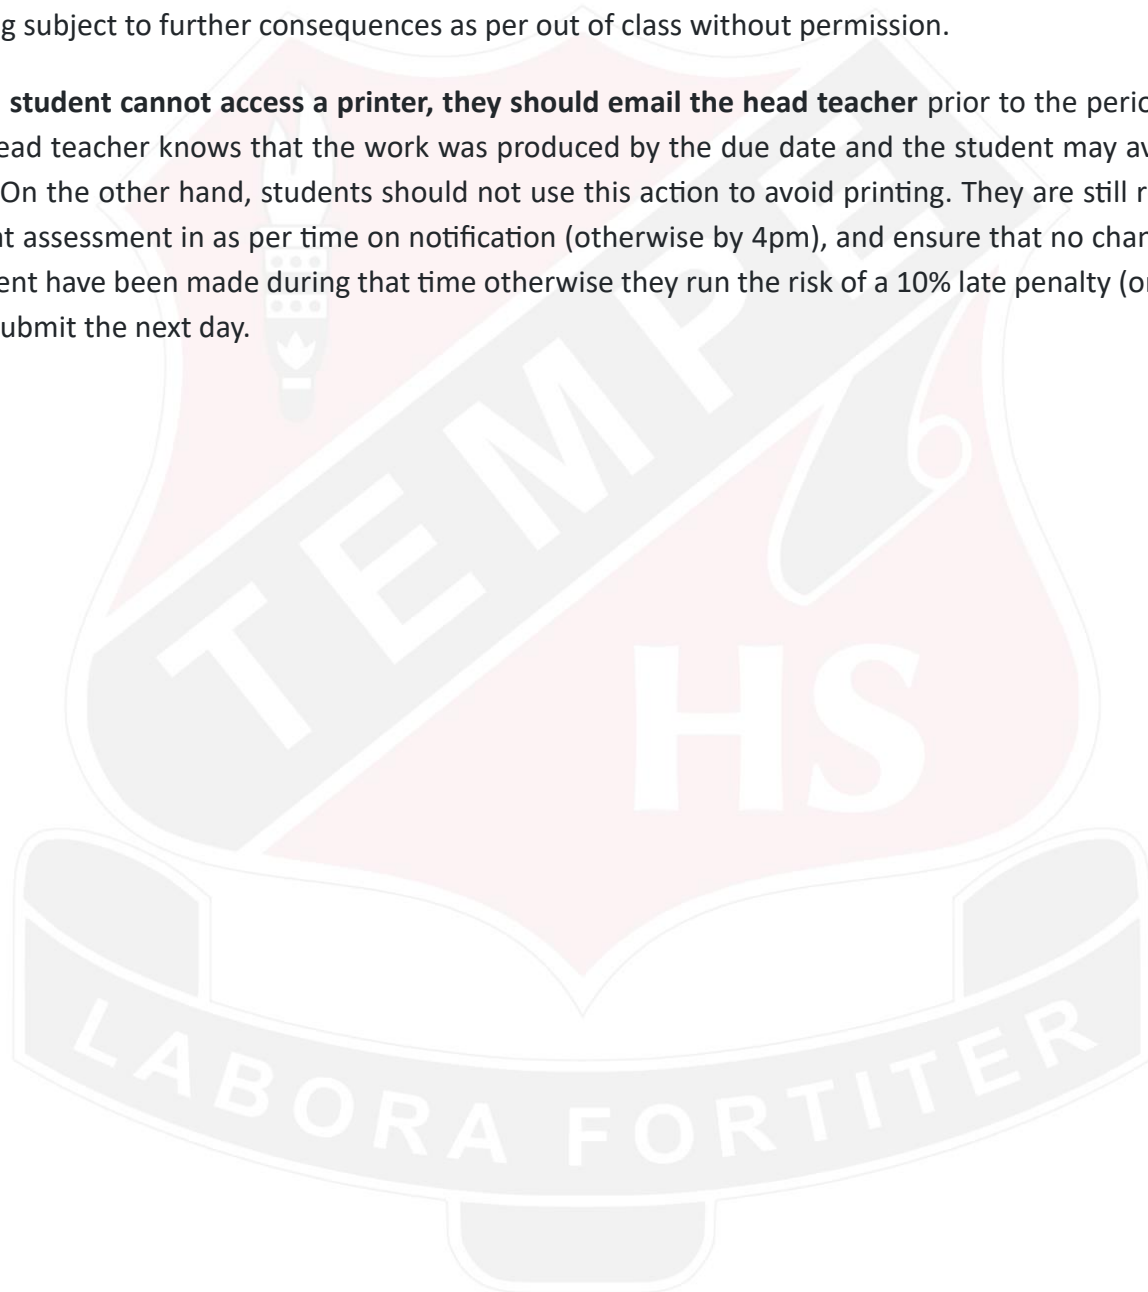 g subject to further consequences as per out of class without permission.
student cannot access a printer, they should email the head teacher prior to the perio
ead teacher knows that the work was produced by the due date and the student may av
On the other hand, students should not use this action to avoid printing. They are still r
nt assessment in as per time on notification (otherwise by 4pm), and ensure that no chan
ent have been made during that time otherwise they run the risk of a 10% late penalty (or
ubmit the next day.
TEMPE
HS
LABORA FORTITER